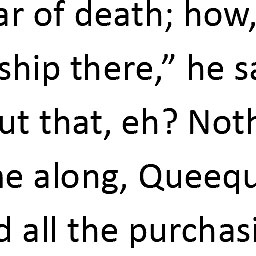 ar of death; how,
ship there,” he sa
ut that, eh? Noth
ne along, Queequ
d all the purchasi